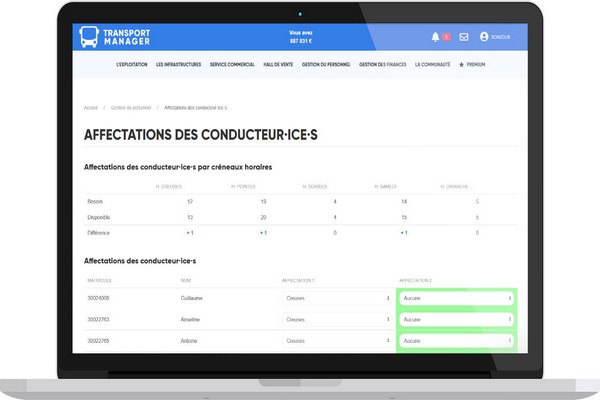 TRANSPORT
MANAGER
Vous avez
887 831 €
BONJOUR
L'EXPLOITATION LES INFRASTRUCTURES SERVICE COMMERCIAL HALL DE VENTE GESTION DU PERSONNEL GESTION DES FINANCES LA COMMUNAUTÉ PREMIUM
Accueil / Gestion de personnel / Affectations des conducteur·ice·s
AFFECTATIONS DES CONDUCTEUR·ICE·S
Affectations des conducteur·ice·s par créneaux horaires
H. CREUSES H. POINTES H. SOIRÉES H. SAMEDI H. DIMANCHE
Besoin 12 19 4 14 5
Disponible 13 20 4 15 5
Différence +1 +1 0 +1 0
Affectations des conducteur·ice·s
MATRICULE NOM AFFECTATION 1 AFFECTATION 2
Guillaume Creuses Aucune
30022763 Anselme Creuses Aucune
30022765 Antoine Creuses Aucune